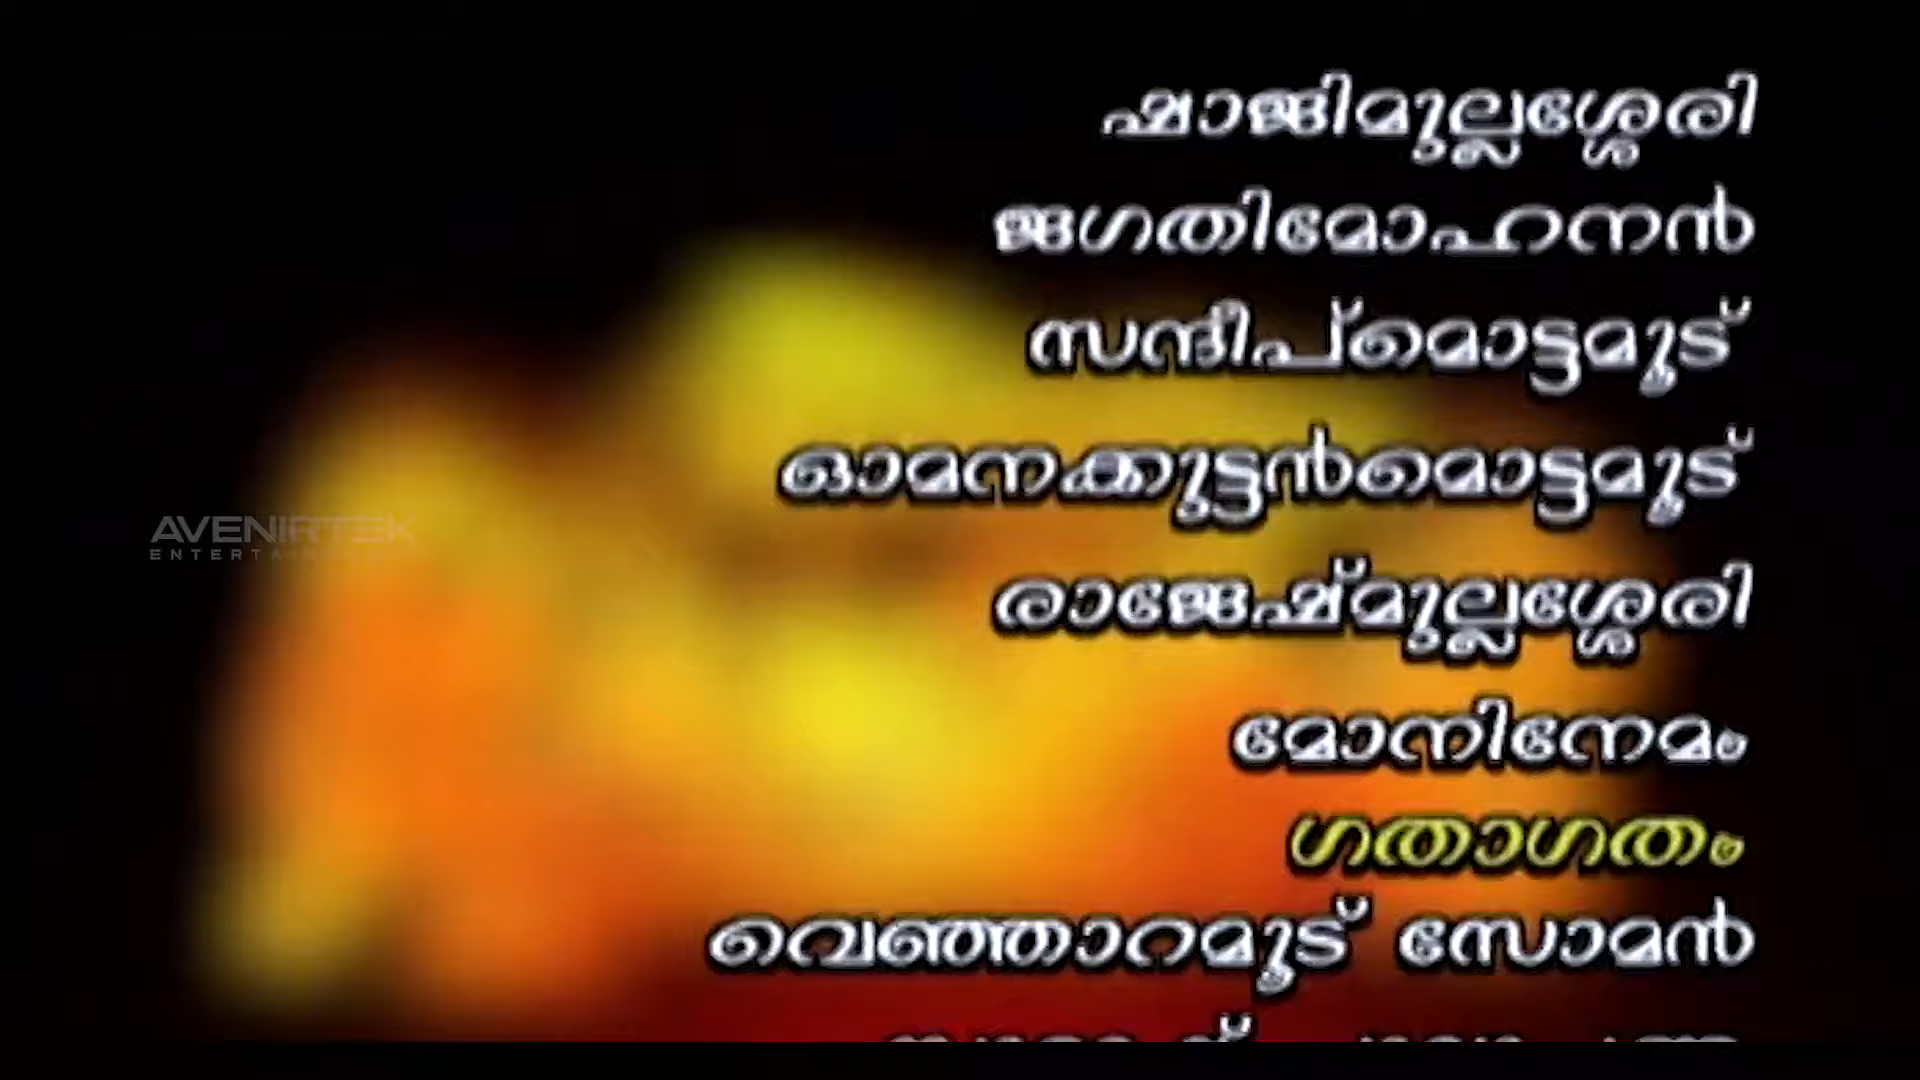 ഷാജിമുല്ലശ്ശേരി
ജഗതിമോഹനൻ
സന്ദീപ്മൊട്ടമൂട്
ഓമനക്കുട്ടൻമൊട്ടമൂട്
AVENIRTEK
രാജേഷ്മുല്ലശ്ശേരി
മോനിനേമം
ഗതാഗതം
വെഞ്ഞാറമൂട് സോമൻ